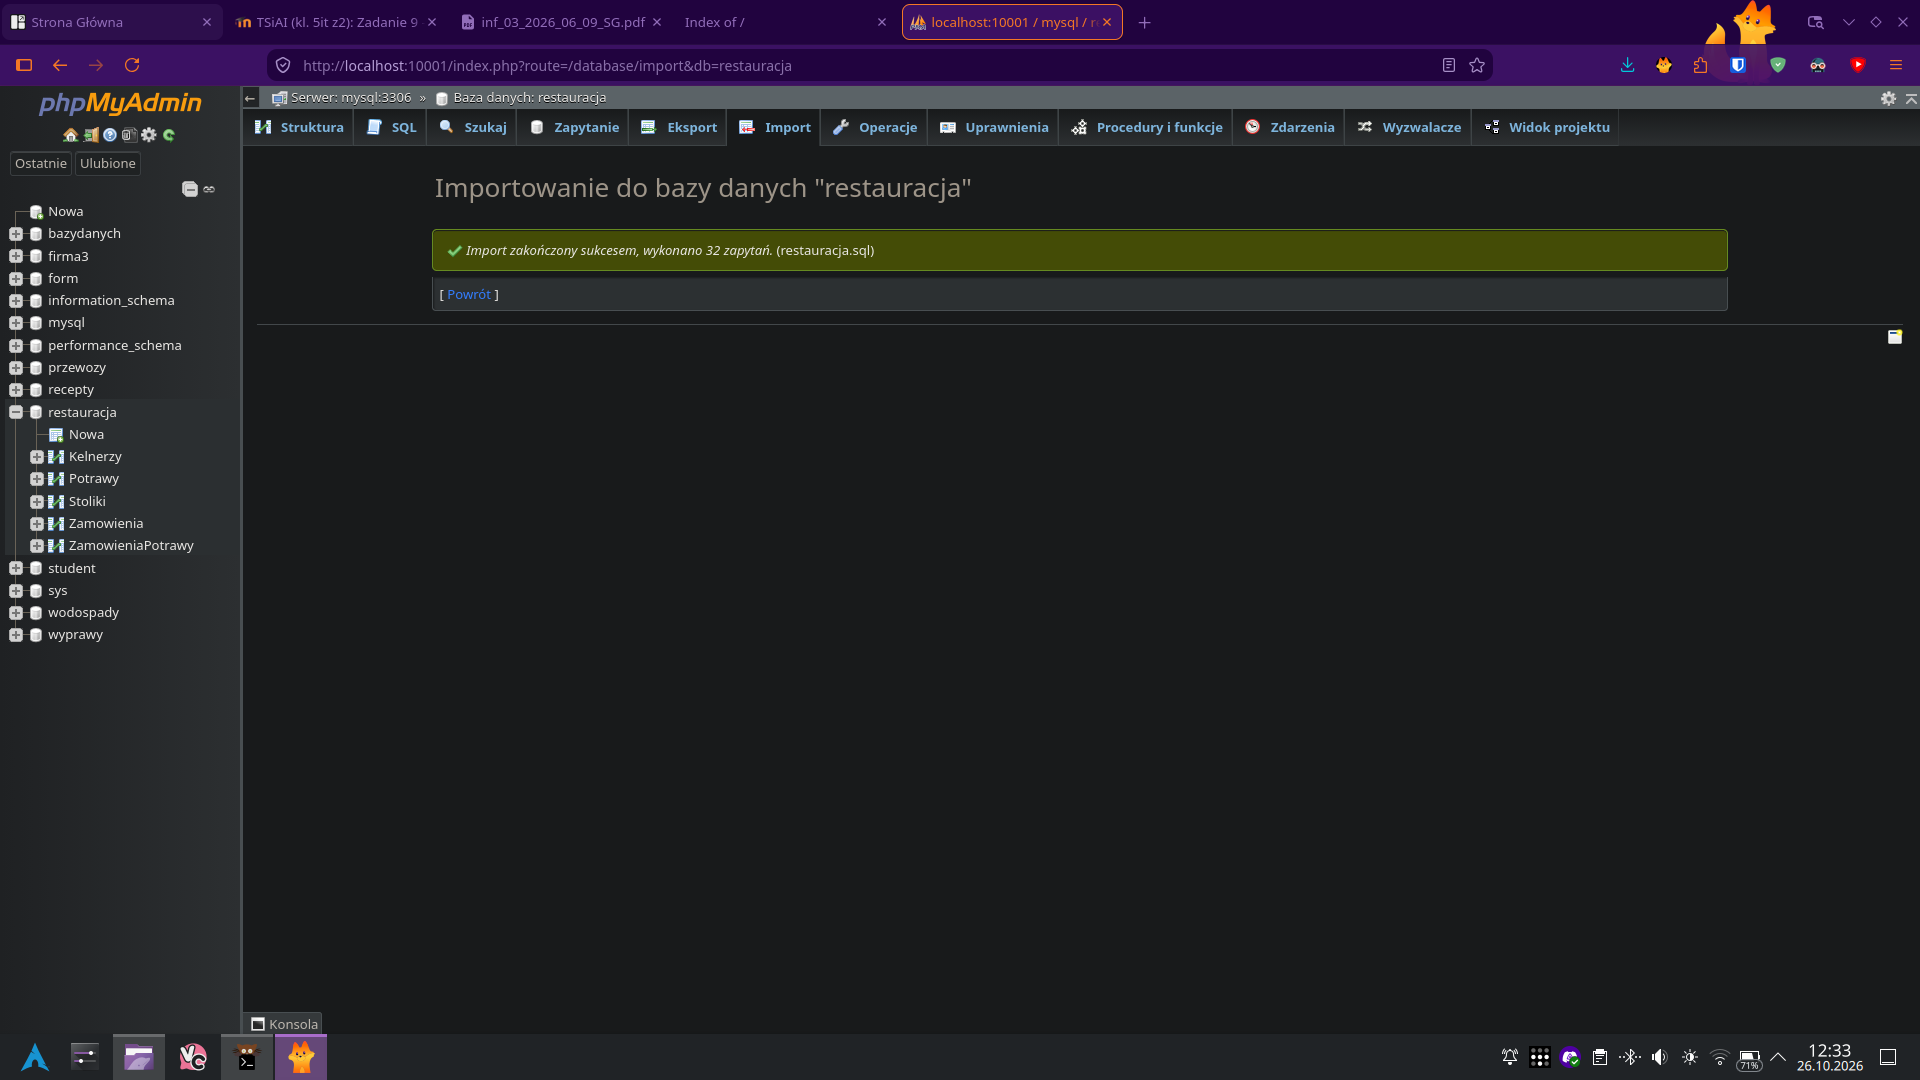 Strona Główna
TSiAI (kl. 5it z2): Zadanie 9
inf_03_2026_06_09_SG.pdf
Index of /
localhost:10001 / mysql / r
http://localhost:10001/index.php?route=/database/import&db=restauracja
phpMyAdmin
Ostatnie
Ulubione
Nowa
bazydanych
firma3
form
information_schema
mysql
performance_schema
przewozy
recepty
restauracja
Nowa
Kelnerzy
Potrawy
Stoliki
Zamowienia
ZamowieniaPotrawy
student
sys
wodospady
wyprawy
Serwer: mysql:3306 » Baza danych: restauracja
Struktura
SQL
Szukaj
Zapytanie
Eksport
Import
Operacje
Uprawnienia
Procedury i funkcje
Zdarzenia
Wyzwalacze
Widok projektu
Importowanie do bazy danych "restauracja"
Import zakończony sukcesem, wykonano 32 zapytań. (restauracja.sql)
[ Powrót ]
Konsola
71%
12:33
26.10.2026